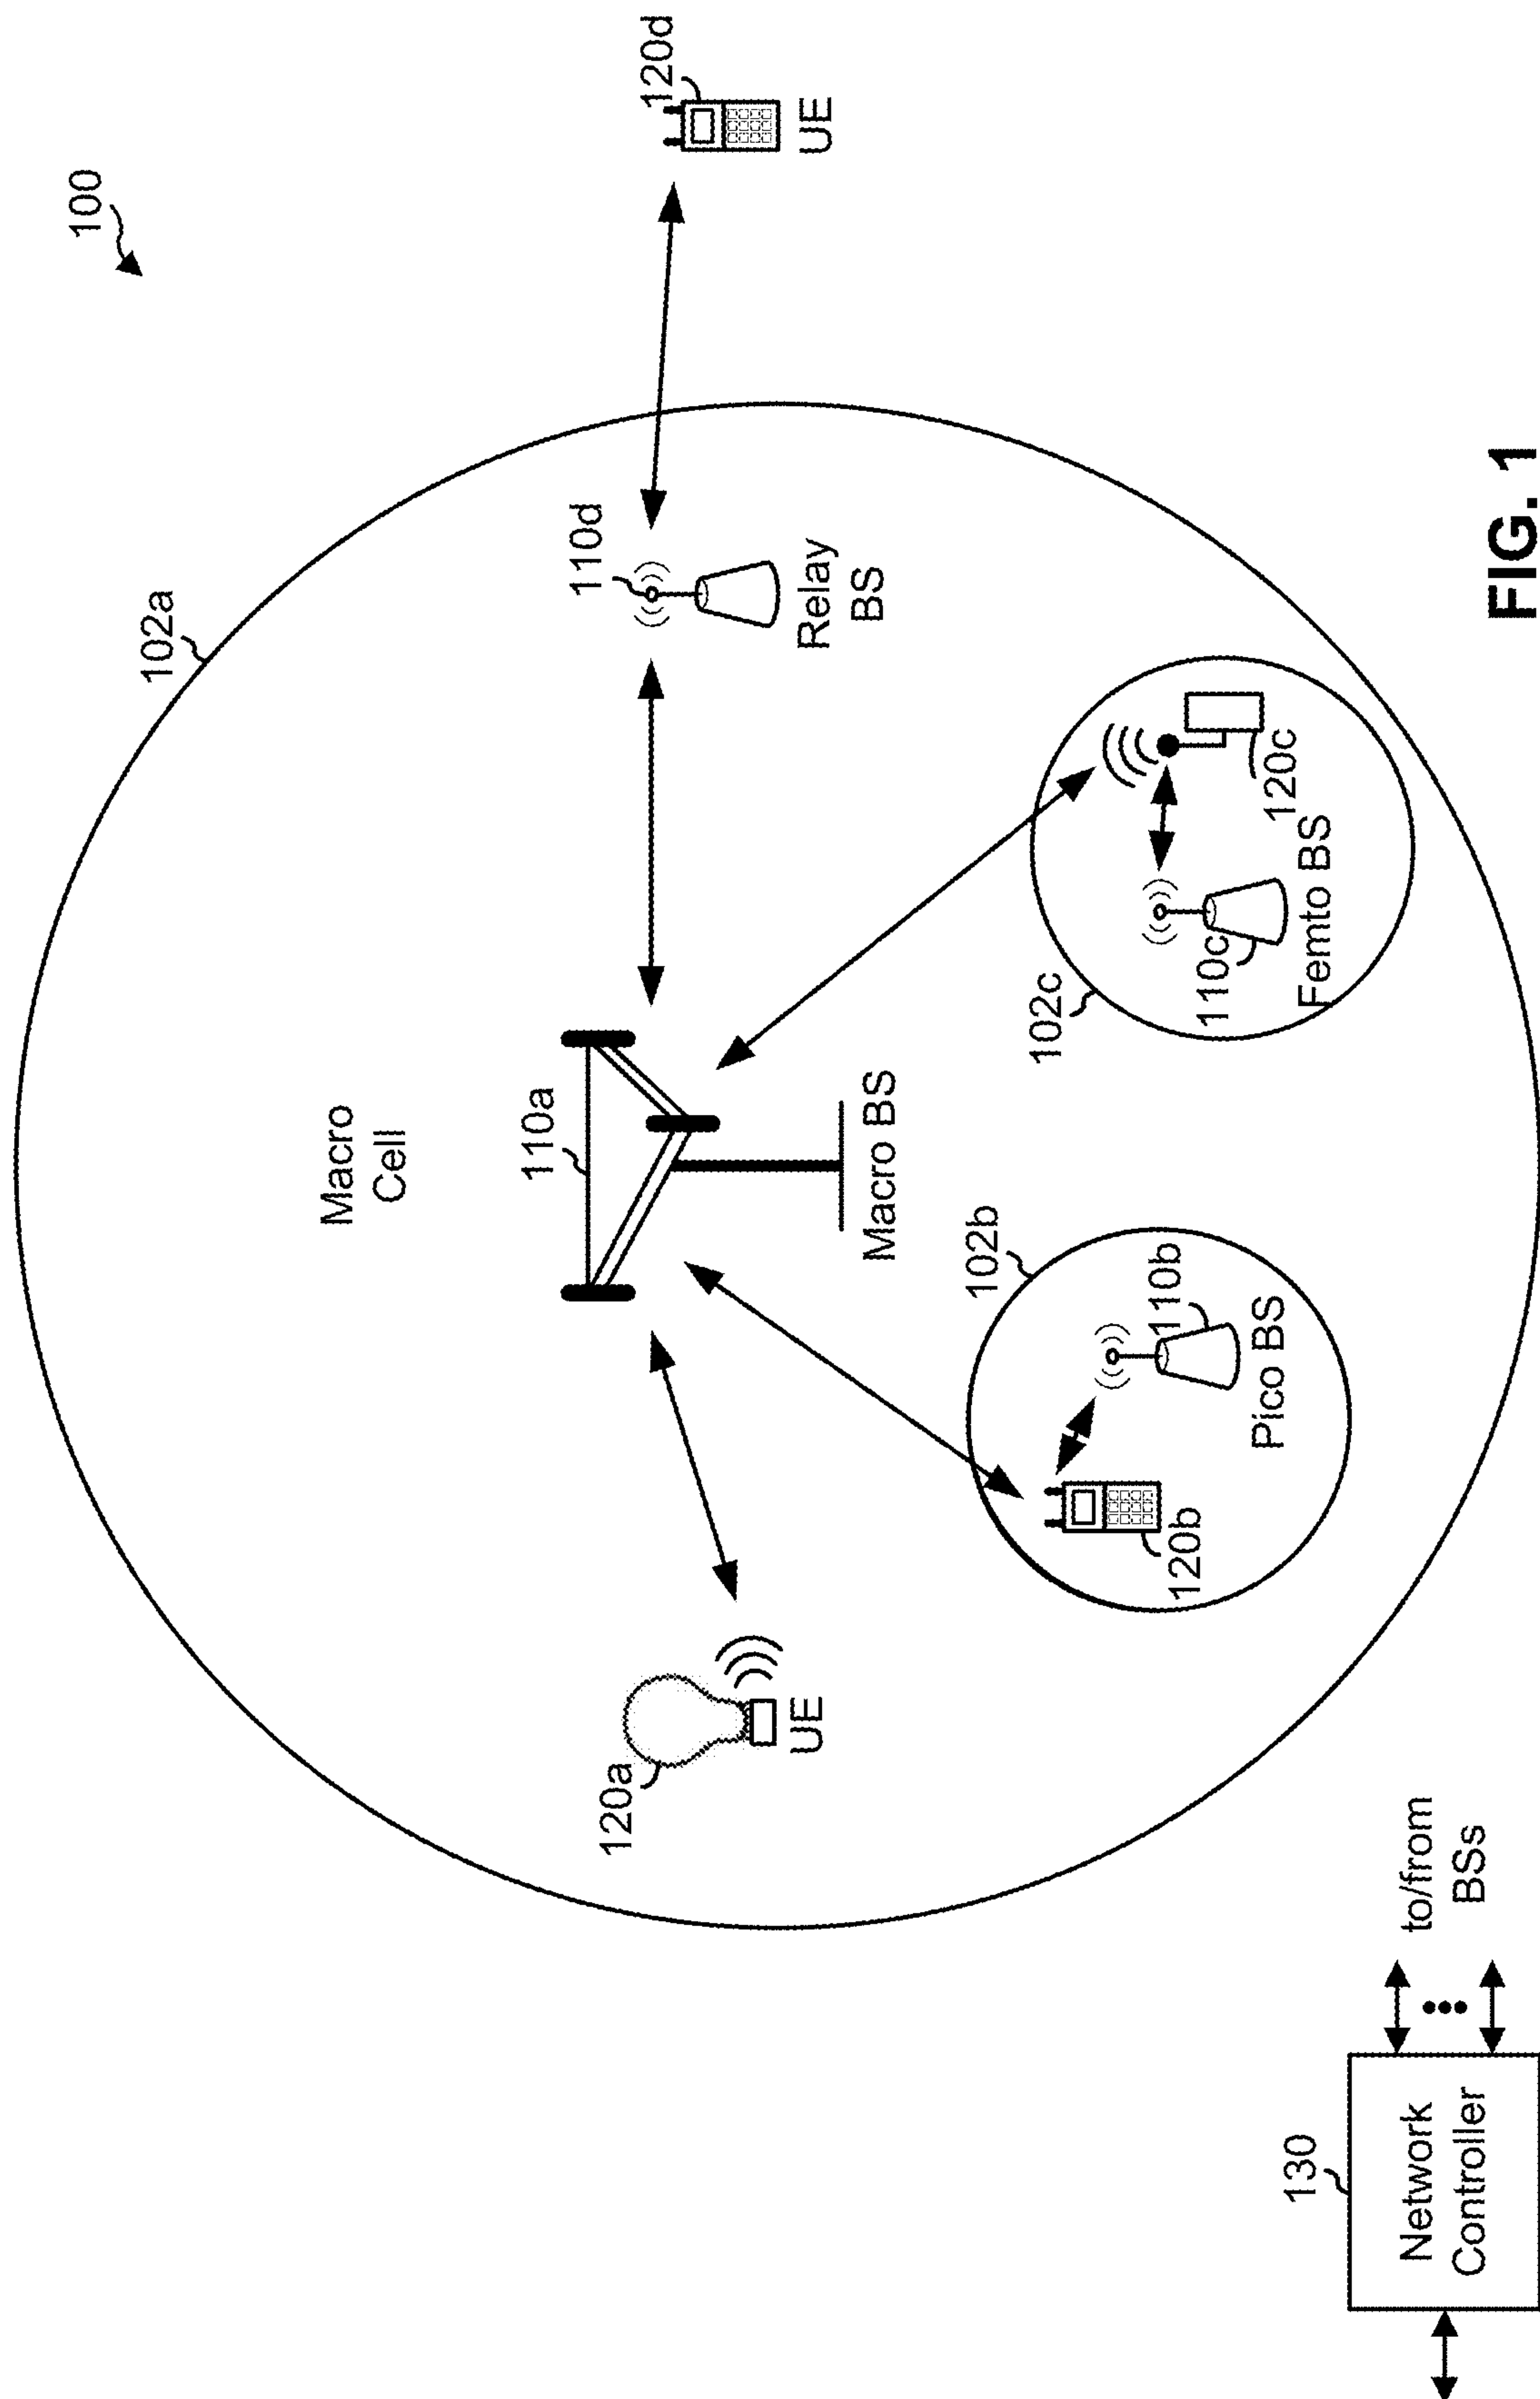 100
102a
Macro
Cell
110a
110d
120d
120a
UE
Macro BS
Relay
BS
UE
102b
102c
110b
120b
Pico BS
110c
120c
Femto BS
130
Network
Controller
to/from
BSs
FIG. 1